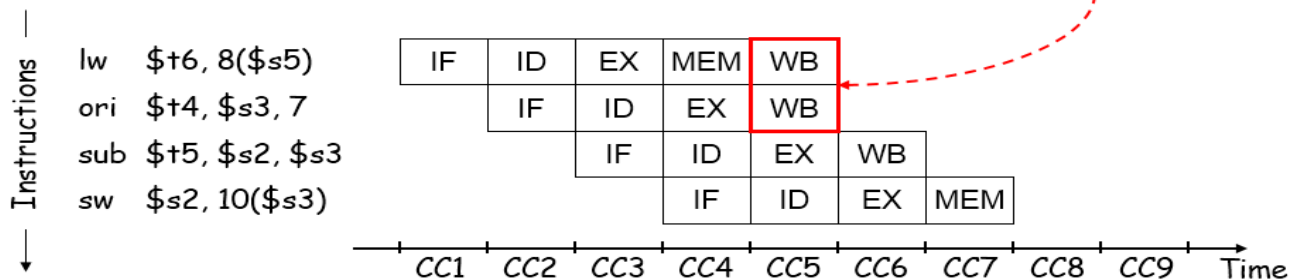 Instructions
lw $t6, 8($s5) IF ID EX MEM WB
ori $t4, $s3, 7 IF ID EX WB
sub $t5, $s2, $s3 IF ID EX WB
sw $s2, 10($s3) IF ID EX MEM
CC1 CC2 CC3 CC4 CC5 CC6 CC7 CC8 CC9 Time